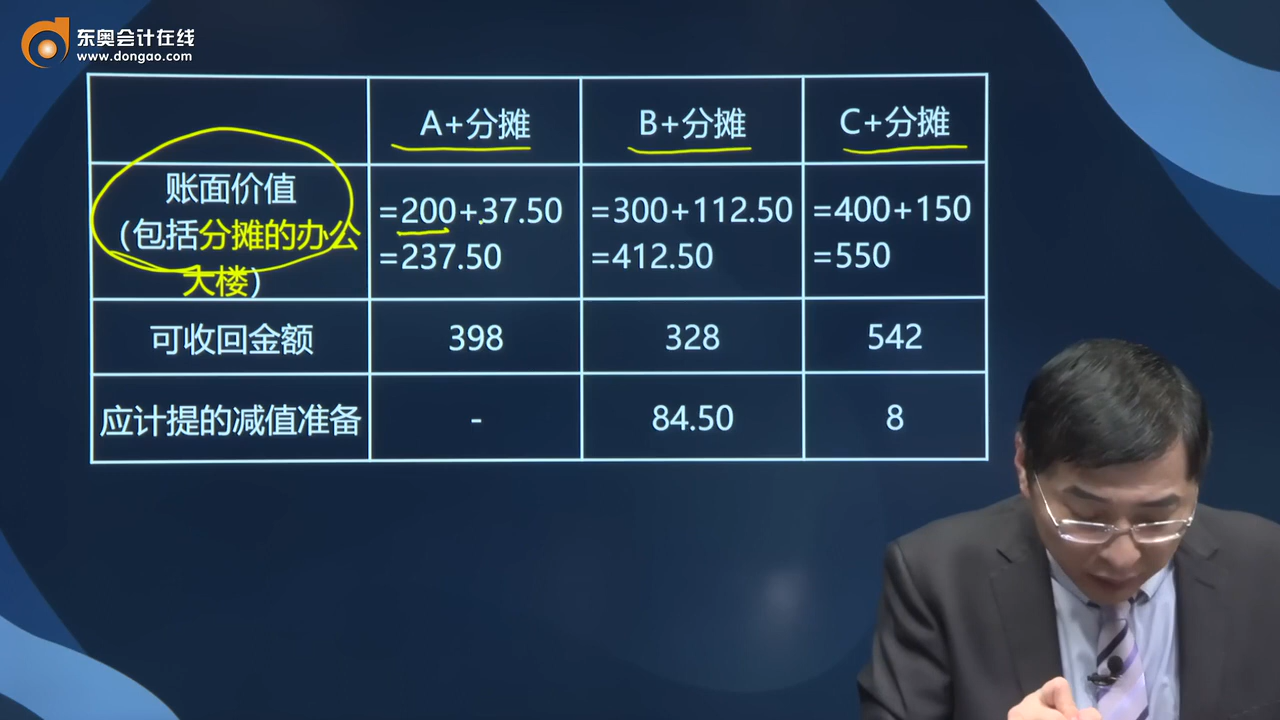 东奥会计在线
www.dongao.com
A+分摊
B+分摊
C+分摊
账面价值
(包括分摊的办公
大楼)
=200+37.50
=237.50
=300+112.50
=412.50
=400+150
=550
可收回金额
398
328
542
应计提的减值准备
-
84.50
8